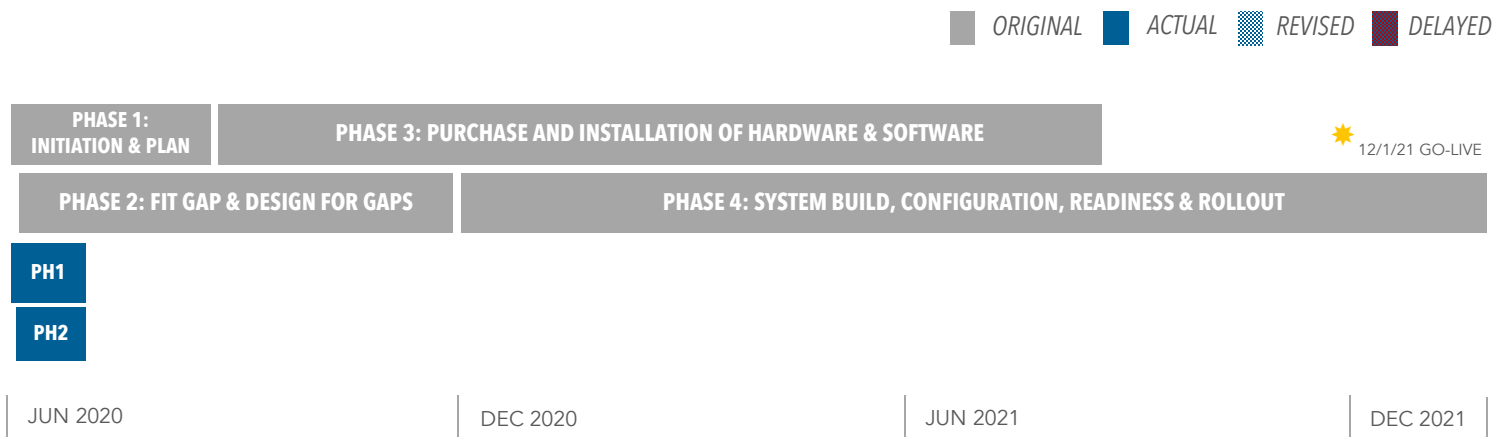 ORIGINAL ACTUAL REVISED DELAYED
PHASE 1:
INITIATION & PLAN
PHASE 3: PURCHASE AND INSTALLATION OF HARDWARE & SOFTWARE
12/1/21 GO-LIVE
PHASE 2: FIT GAP & DESIGN FOR GAPS
PHASE 4: SYSTEM BUILD, CONFIGURATION, READINESS & ROLLOUT
PH1
PH2
JUN 2020 DEC 2020 JUN 2021 DEC 2021